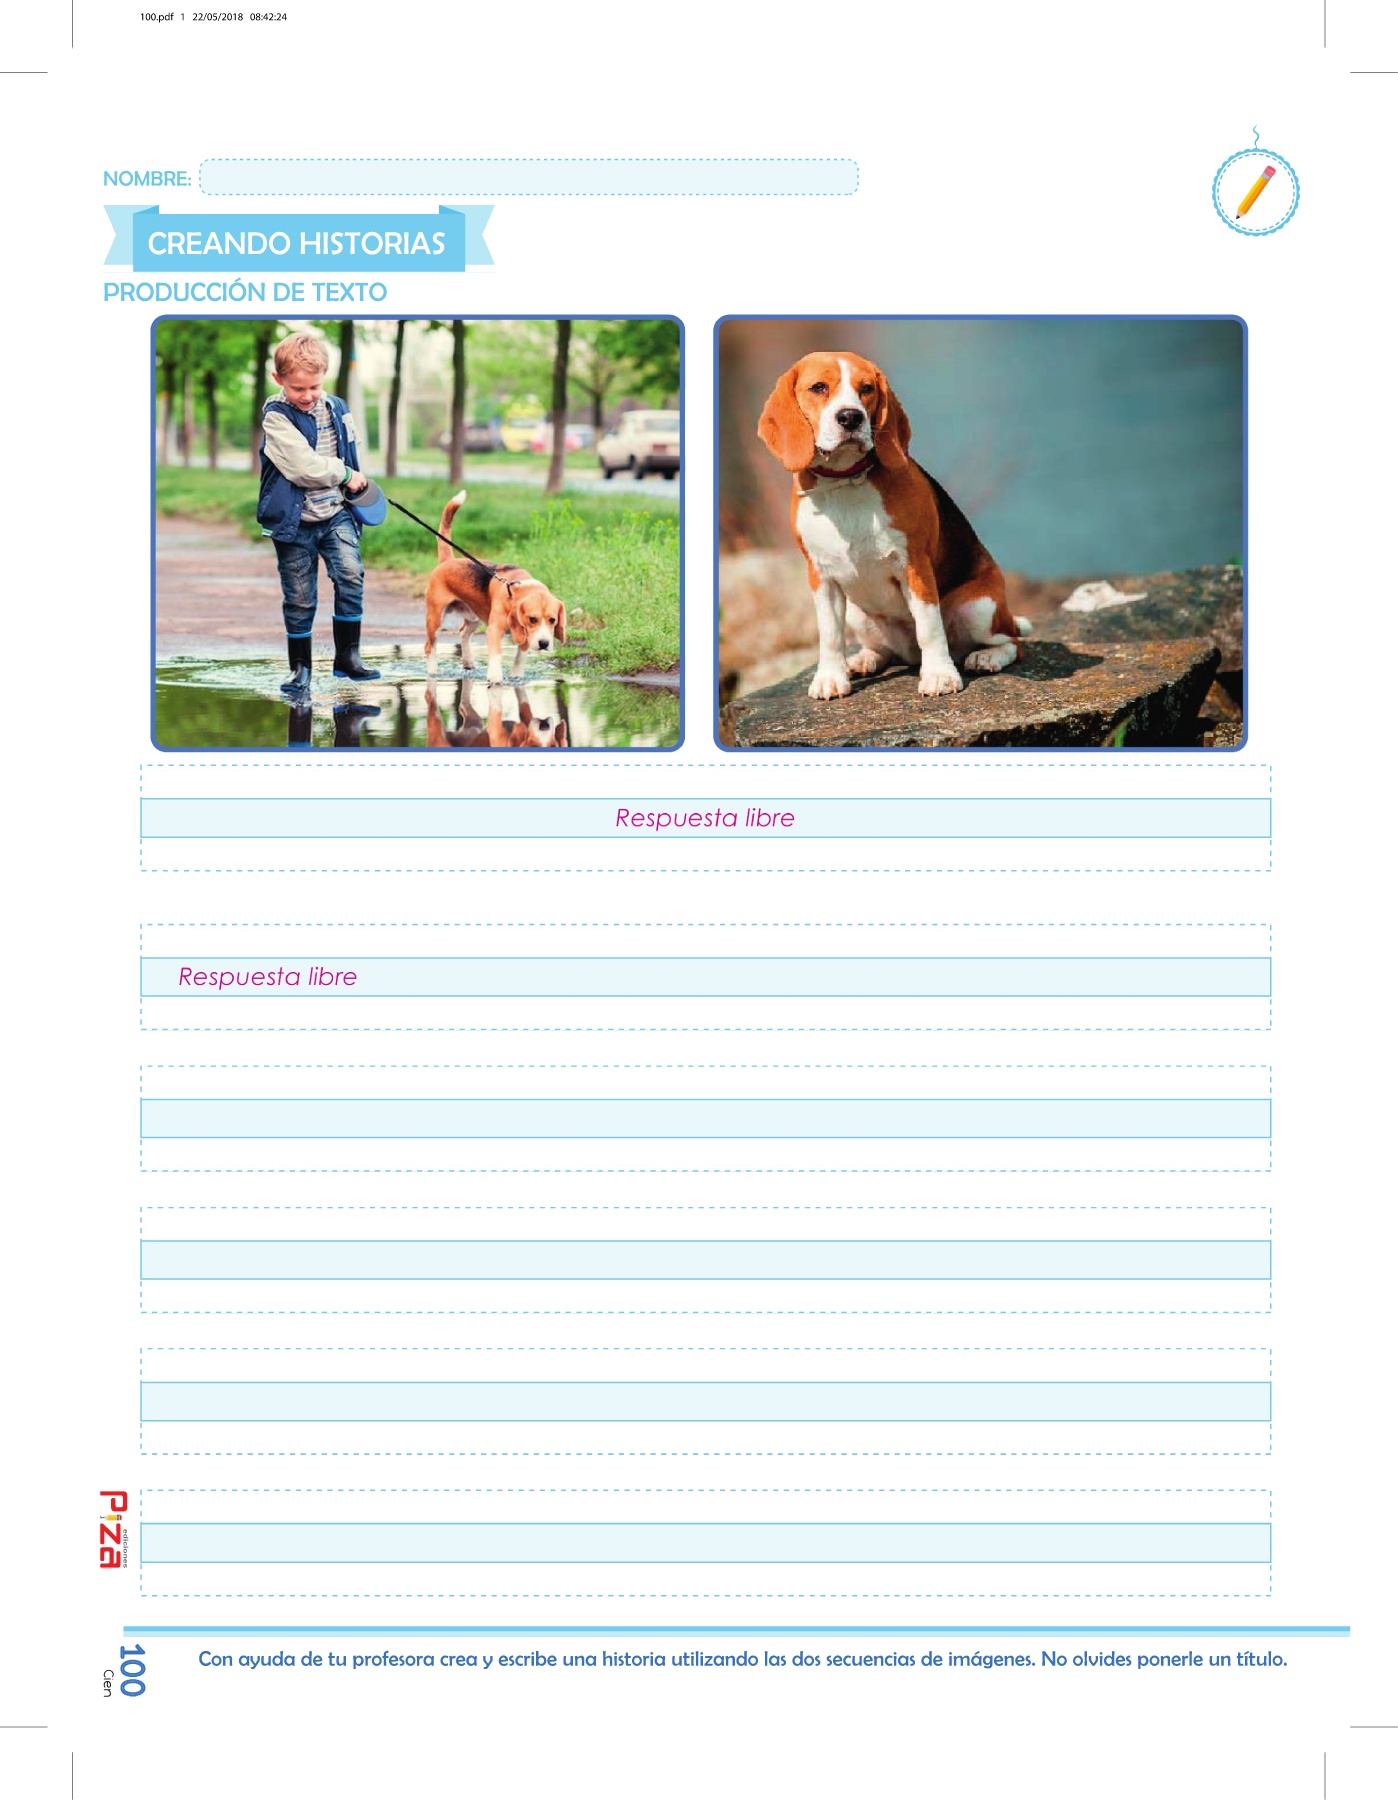 100.pdf 1 22/05/2018 08:42:24
NOMBRE:
CREANDO HISTORIAS
PRODUCCIÓN DE TEXTO
Respuesta libre
Respuesta libre
Piza
ediciones
100
Cien
Con ayuda de tu profesora crea y escribe una historia utilizando las dos secuencias de imágenes. No olvides ponerle un título.